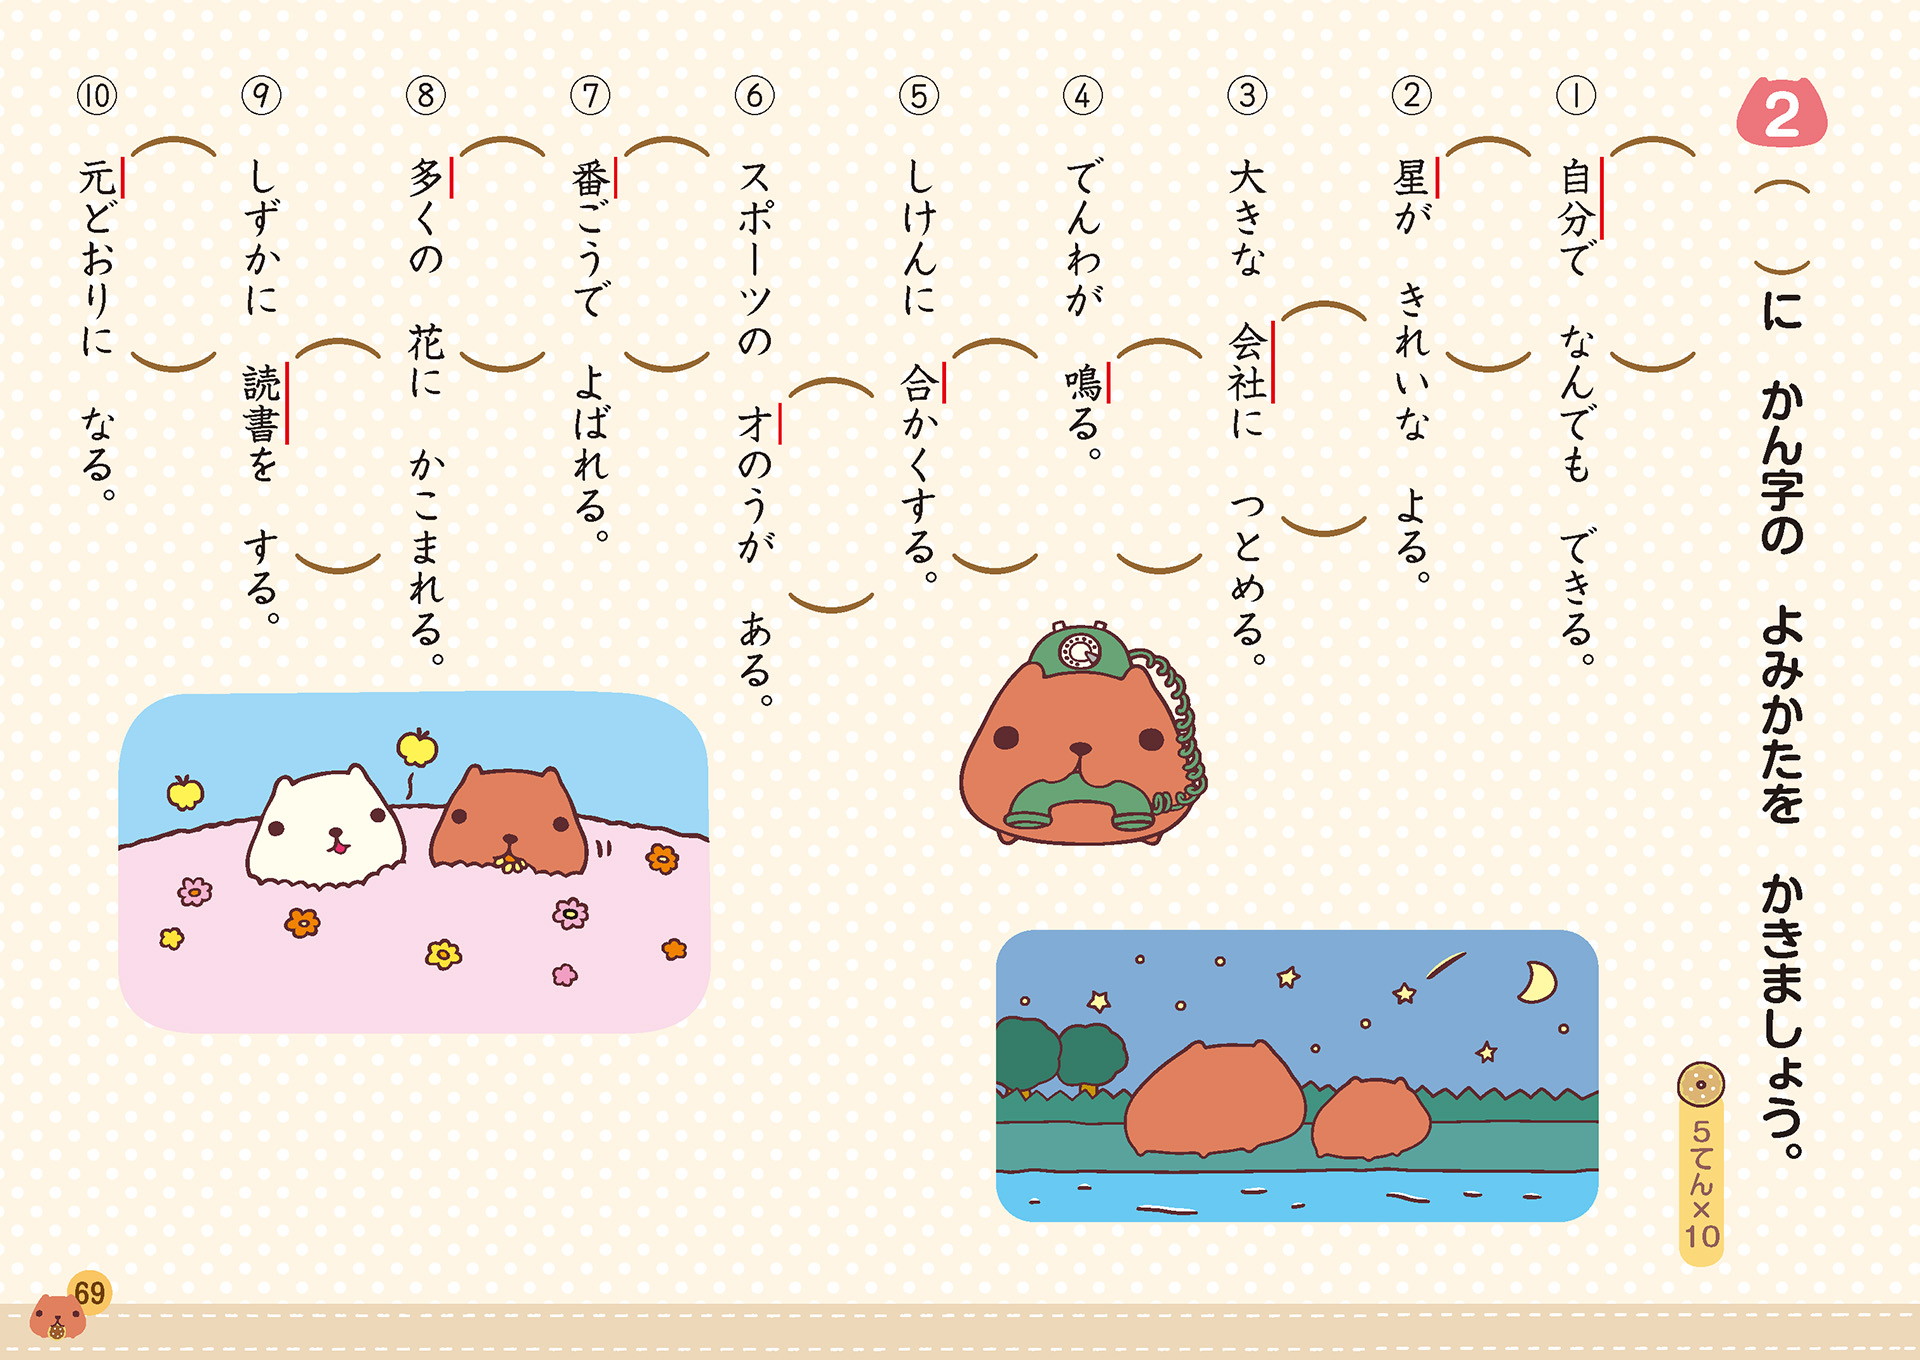 2
（　）に　かん字の　よみかたを　かきましょう。
5てん×10
① 自分で　なんでも　できる。
② 星が　きれいな　よる。
③ 大きな　会社に　つとめる。
④ でんわが　鳴る。
⑤ しけんに　合かくする。
⑥ スポーツの　才のうが　ある。
⑦ 番ごうで　よばれる。
⑧ 多くの　花に　かこまれる。
⑨ しずかに　読書を　する。
⑩ 元どおりに　なる。
69